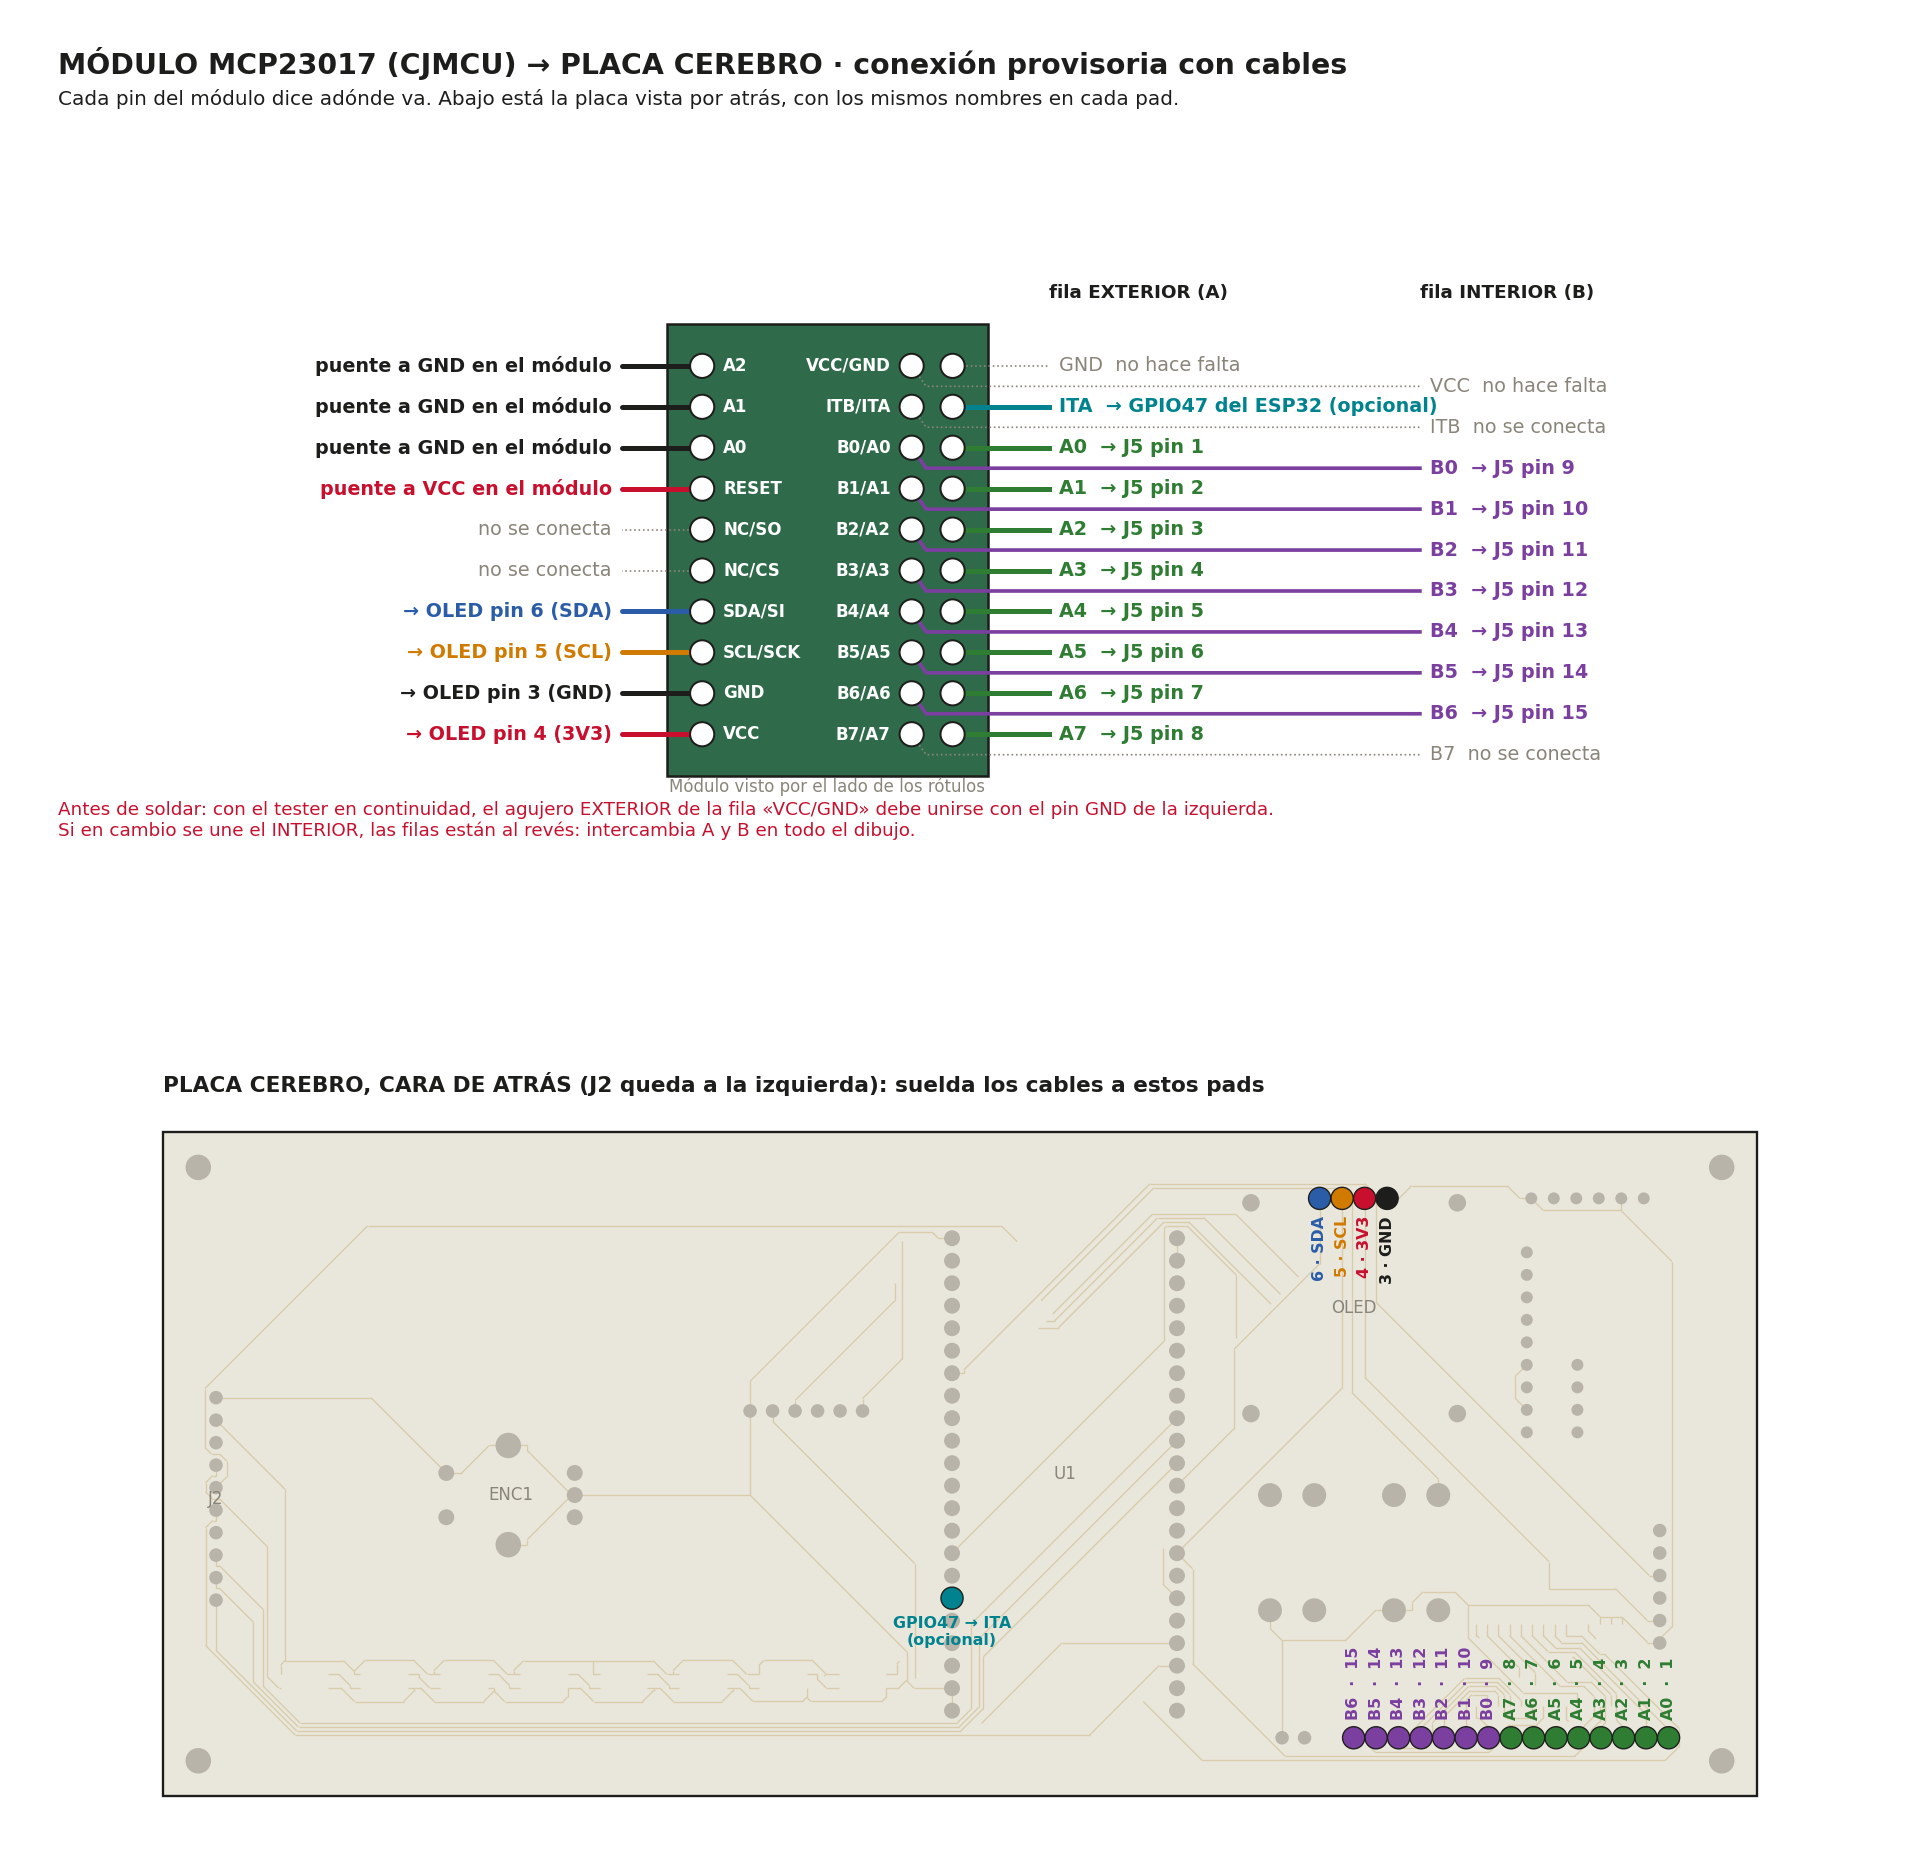 MÓDULO MCP23017 (CJMCU) → PLACA CEREBRO · conexión provisoria con cables
Cada pin del módulo dice adónde va. Abajo está la placa vista por atrás, con los mismos nombres en cada pad.
fila EXTERIOR (A) fila INTERIOR (B)
puente a GND en el módulo A2 VCC/GND GND no hace falta
VCC no hace falta
puente a GND en el módulo A1 ITB/ITA ITA → GPIO47 del ESP32 (opcional)
ITB no se conecta
puente a GND en el módulo A0 B0/A0 A0 → J5 pin 1
B0 → J5 pin 9
puente a VCC en el módulo RESET B1/A1 A1 → J5 pin 2
B1 → J5 pin 10
no se conecta NC/SO B2/A2 A2 → J5 pin 3
B2 → J5 pin 11
no se conecta NC/CS B3/A3 A3 → J5 pin 4
B3 → J5 pin 12
→ OLED pin 6 (SDA) SDA/SI B4/A4 A4 → J5 pin 5
B4 → J5 pin 13
→ OLED pin 5 (SCL) SCL/SCK B5/A5 A5 → J5 pin 6
B5 → J5 pin 14
→ OLED pin 3 (GND) GND B6/A6 A6 → J5 pin 7
B6 → J5 pin 15
→ OLED pin 4 (3V3) VCC B7/A7 A7 → J5 pin 8
B7 no se conecta
Módulo visto por el lado de los rótulos
Antes de soldar: con el tester en continuidad, el agujero EXTERIOR de la fila «VCC/GND» debe unirse con el pin GND de la izquierda.
Si en cambio se une el INTERIOR, las filas están al revés: intercambia A y B en todo el dibujo.
PLACA CEREBRO, CARA DE ATRÁS (J2 queda a la izquierda): suelda los cables a estos pads
6 · SDA
5 · SCL
4 · 3V3
3 · GND
OLED
U1
ENC1
J2
GPIO47 → ITA
(opcional)
B6 · 15
B5 · 14
B4 · 13
B3 · 12
B2 · 11
B1 · 10
B0 · 9
A7 · 8
A6 · 7
A5 · 6
A4 · 5
A3 · 4
A2 · 3
A1 · 2
A0 · 1